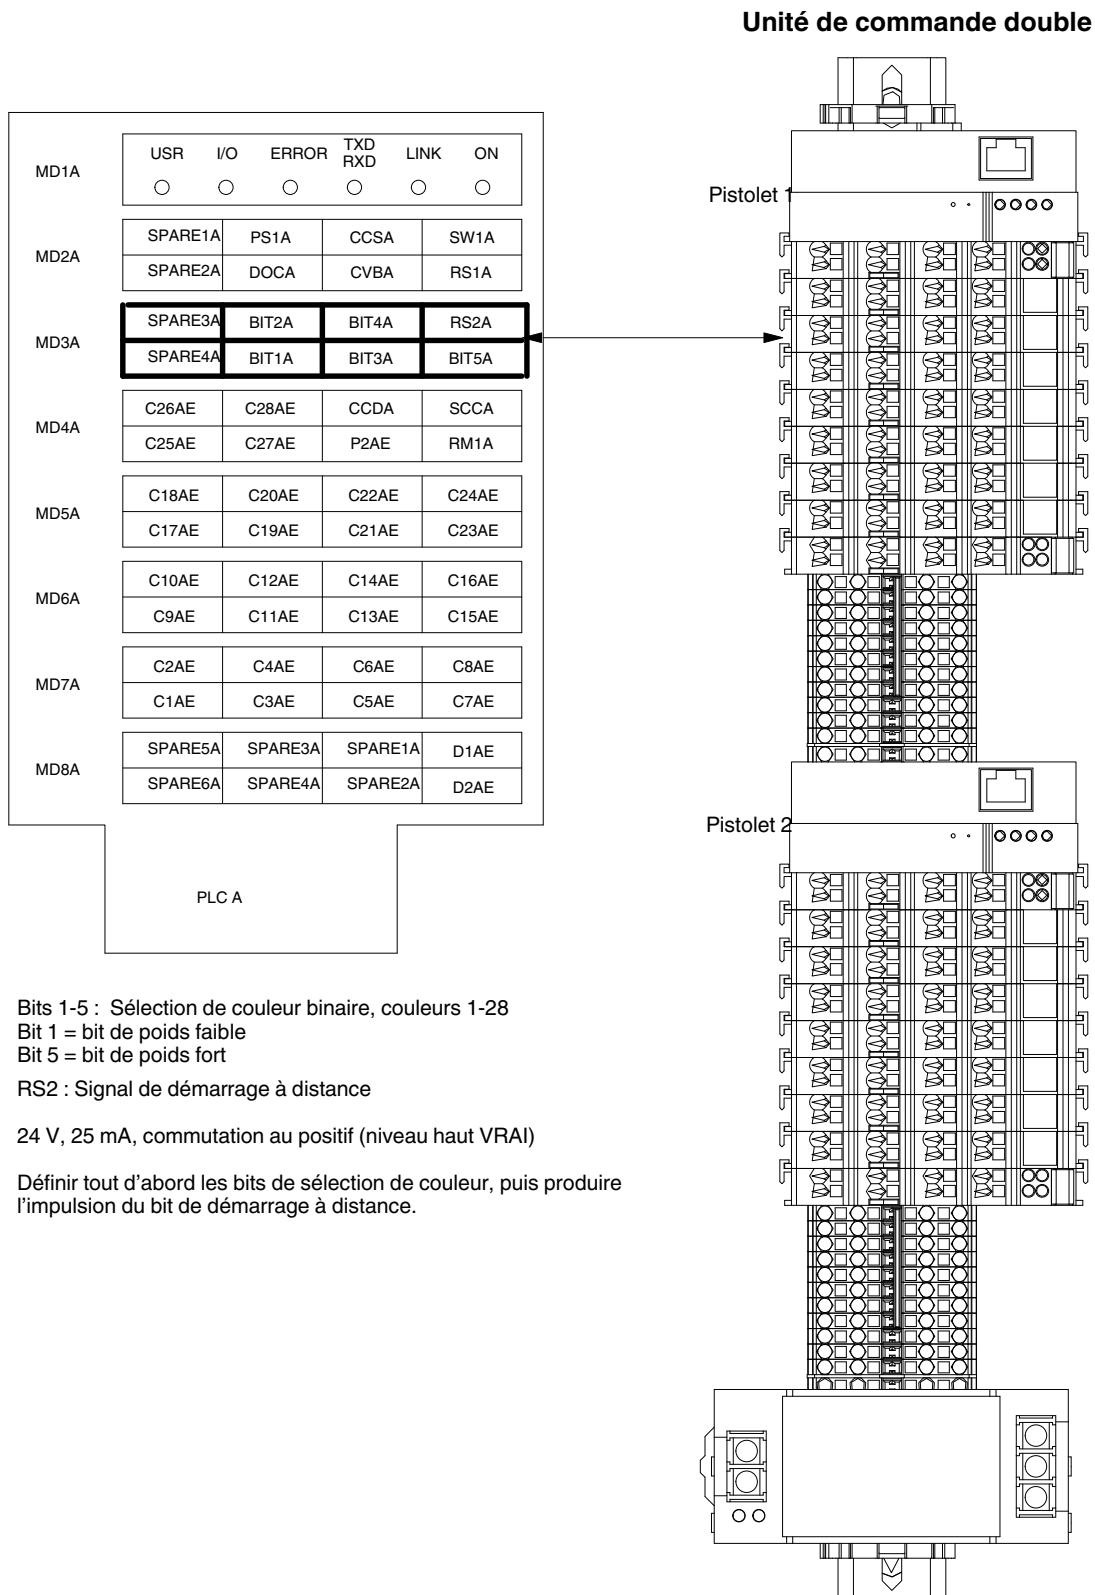 Unité de commande double
MD1A
USR I/O ERROR TXD RXD LINK ON
Pistolet 1
MD2A
SPARE1A PS1A CCSA SW1A
SPARE2A DOCA CVBA RS1A
MD3A
SPARE3A BIT2A BIT4A RS2A
SPARE4A BIT1A BIT3A BIT5A
MD4A
C26AE C28AE CCDA SCCA
C25AE C27AE P2AE RM1A
MD5A
C18AE C20AE C22AE C24AE
C17AE C19AE C21AE C23AE
MD6A
C10AE C12AE C14AE C16AE
C9AE C11AE C13AE C15AE
MD7A
C2AE C4AE C6AE C8AE
C1AE C3AE C5AE C7AE
MD8A
SPARE5A SPARE3A SPARE1A D1AE
SPARE6A SPARE4A SPARE2A D2AE
Pistolet 2
PLC A
Bits 1-5 : Sélection de couleur binaire, couleurs 1-28
Bit 1 = bit de poids faible
Bit 5 = bit de poids fort
RS2 : Signal de démarrage à distance
24 V, 25 mA, commutation au positif (niveau haut VRAI)
Définir tout d'abord les bits de sélection de couleur, puis produire
l'impulsion du bit de démarrage à distance.